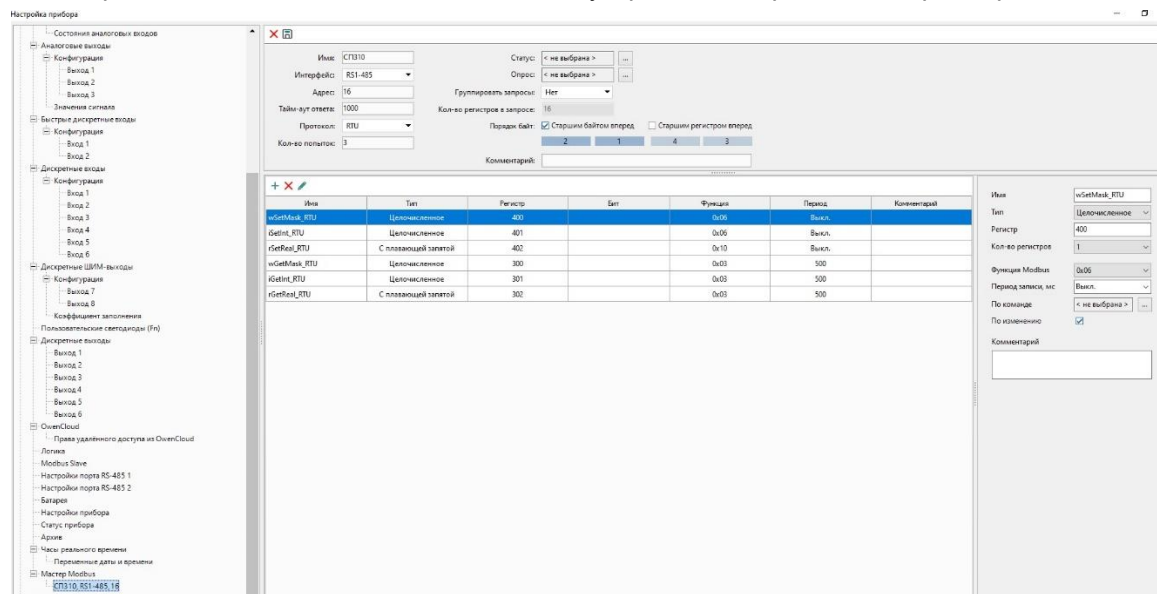 Настройка прибора
Состояния аналоговых входов
Аналоговые выходы
Конфигурация
Выход 1
Выход 2
Выход 3
Значения сигнала
Быстрые дискретные входы
Конфигурация
Вход 1
Вход 2
Дискретные входы
Конфигурация
Вход 1
Вход 2
Вход 3
Вход 4
Вход 5
Вход 6
Дискретные ШИМ-выходы
Конфигурация
Выход 7
Выход 8
Коэффициент заполнения
Пользовательские светодиоды (Fn)
Дискретные выходы
Выход 1
Выход 2
Выход 3
Выход 4
Выход 5
Выход 6
OwenCloud
Права удалённого доступа из OwenCloud
Логика
Modbus Slave
Настройки порта RS-485 1
Настройки порта RS-485 2
Батарея
Настройки прибора
Статус прибора
Архив
Часы реального времени
Переменные даты и времени
Мастер Modbus
СП310, RS1-485, 16
Имя: СП310 Статус: < не выбрана > ...
Интерфейс: RS1-485 Опрос: < не выбрана > ...
Адрес: 16 Группировать запросы: Нет
Тайм-аут ответа: 1000 Кол-во регистров в запросе: 16
Протокол: RTU Порядок байт: Старшим байтом вперед Старшим регистром вперед
Кол-во попыток: 3 2 1 4 3
Комментарий:
Имя Тип Регистр Бит Функция Период Комментарий
wSetMask_RTU Целочисленное 400 0x06 Выкл.
iSetInt_RTU Целочисленное 401 0x06 Выкл.
rSetReal_RTU С плавающей запятой 402 0x10 Выкл.
wGetMask_RTU Целочисленное 300 0x03 500
iGetInt_RTU Целочисленное 301 0x03 500
rGetReal_RTU С плавающей запятой 302 0x03 500
Имя wSetMask_RTU
Тип Целочисленное
Регистр 400
Кол-во регистров 1
Функция Modbus 0x06
Период записи, мс Выкл.
По команде < не выбрана > ...
По изменению
Комментарий